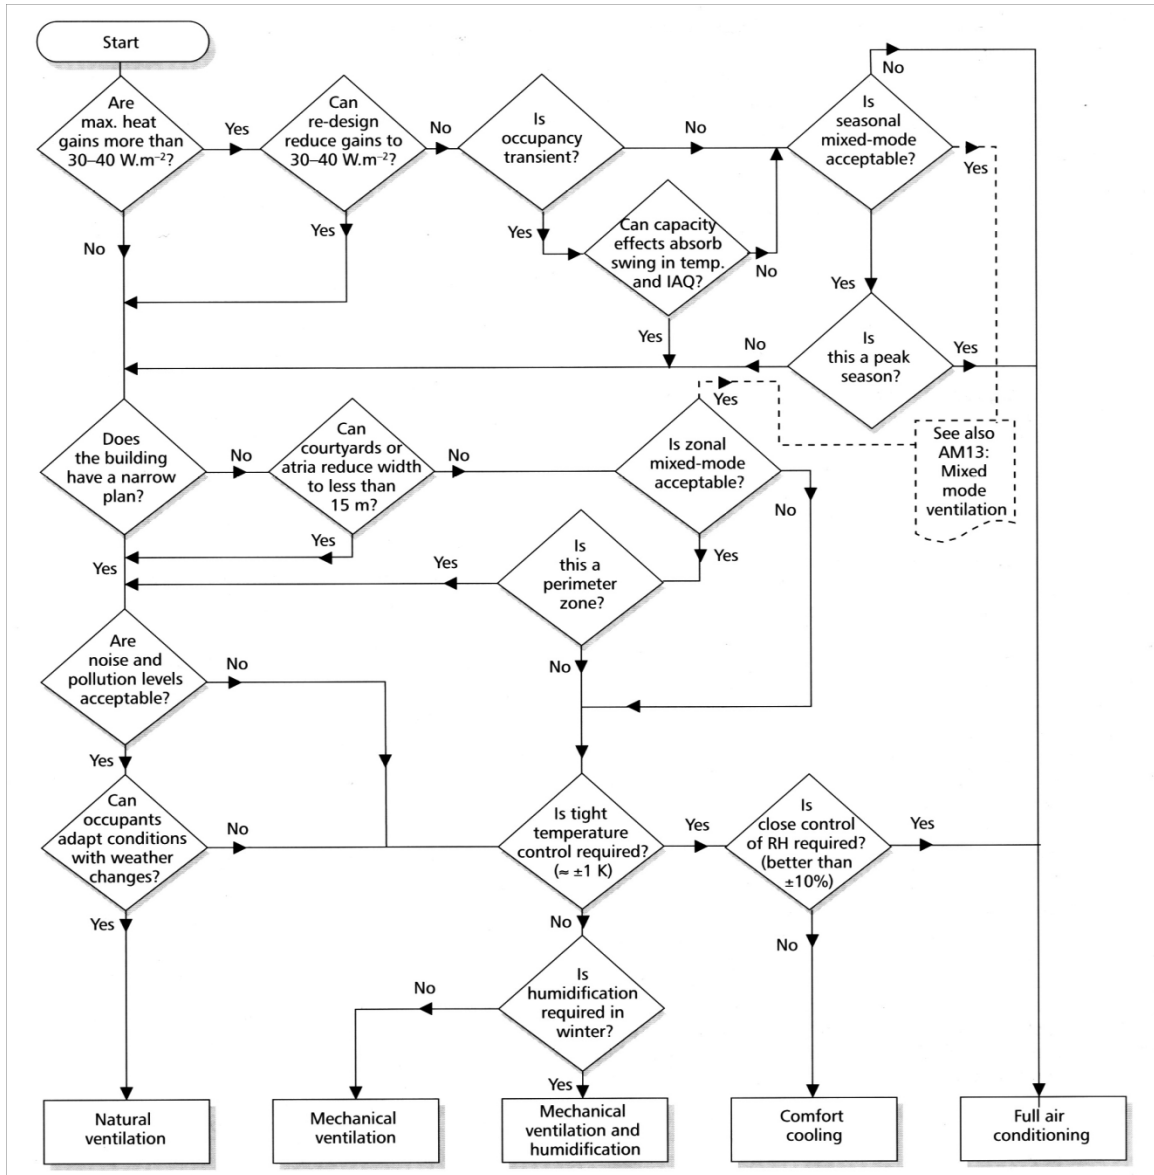 Start
Are
max. heat
gains more than
30–40 W.m⁻²?
Yes
No
Can
re-design
reduce gains to
30–40 W.m⁻²?
No
Yes
Is
occupancy
transient?
No
Yes
Can capacity
effects absorb
swing in temp.
and IAQ?
No
Yes
Is
seasonal
mixed-mode
acceptable?
No
Yes
Yes
Is
this a peak
season?
No
Yes
Does
the building
have a narrow
plan?
No
Yes
Can
courtyards or
atria reduce width
to less than
15 m?
No
Yes
Is zonal
mixed-mode
acceptable?
Yes
No
Yes
See also
AM13:
Mixed
mode
ventilation
Is
this a
perimeter
zone?
Yes
No
Are
noise and
pollution levels
acceptable?
No
Yes
Can
occupants
adapt conditions
with weather
changes?
No
Yes
Is tight
temperature
control required?
(≈ ±1 K)
Yes
No
Is
close control
of RH required?
(better than
±10%)
Yes
No
Is
humidification
required in
winter?
No
Yes
Natural
ventilation
Mechanical
ventilation
Mechanical
ventilation and
humidification
Comfort
cooling
Full air
conditioning